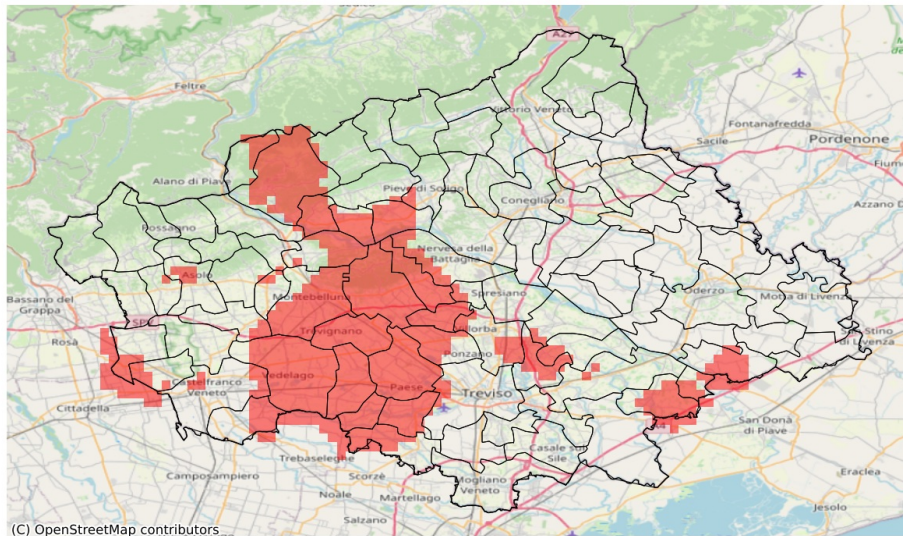 A27
Feltre
Vittorio Veneto
Fontanafredda
Sacile
Pordenone
Alano di Piave
Pieve di Soligo
Conegliano
Azzano D
Possagno
Nervesa della
Battaglia
Asolo
Bassano del
Grappa
Montebelluna
Spresiano
Oderzo
Motta di Livenza
Rosà
Trevignano
Villorba
Ponzano
di Livenza
Vedelago
Castelfranco
Veneto
Paese
Treviso
Cittadella
San Donà
di Piave
A4
Trebaseleghe
Casale sul
Sile
Camposampiero
Scorzè
Mogliano
Veneto
Eraclea
Noale
Martellago
Jesolo
Salzano
(C) OpenStreetMap contributors